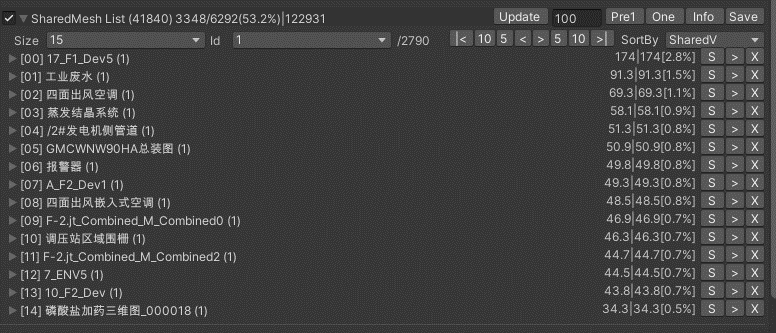 SharedMesh List (41840) 3348/6292(53.2%)|122931 Update 100 Pre1 One Info Save
Size 15 Id 1 /2790 |< 10 5 < > 5 10 >| SortBy SharedV
[00] 17_F1_Dev5 (1) 174|174[2.8%] S > X
[01] 工业废水 (1) 91.3|91.3[1.5%] S > X
[02] 四面出风空调 (1) 69.3|69.3[1.1%] S > X
[03] 蒸发结晶系统 (1) 58.1|58.1[0.9%] S > X
[04] /2#发电机侧管道 (1) 51.3|51.3[0.8%] S > X
[05] GMCWNW90HA总装图 (1) 50.9|50.9[0.8%] S > X
[06] 报警器 (1) 49.8|49.8[0.8%] S > X
[07] A_F2_Dev1 (1) 49.3|49.3[0.8%] S > X
[08] 四面出风嵌入式空调 (1) 48.5|48.5[0.8%] S > X
[09] F-2.jt_Combined_M_Combined0 (1) 46.9|46.9[0.7%] S > X
[10] 调压站区域围栅 (1) 46.3|46.3[0.7%] S > X
[11] F-2.jt_Combined_M_Combined2 (1) 44.7|44.7[0.7%] S > X
[12] 7_ENV5 (1) 44.5|44.5[0.7%] S > X
[13] 10_F2_Dev (1) 43.8|43.8[0.7%] S > X
[14] 磷酸盐加药三维图_000018 (1) 34.3|34.3[0.5%] S > X